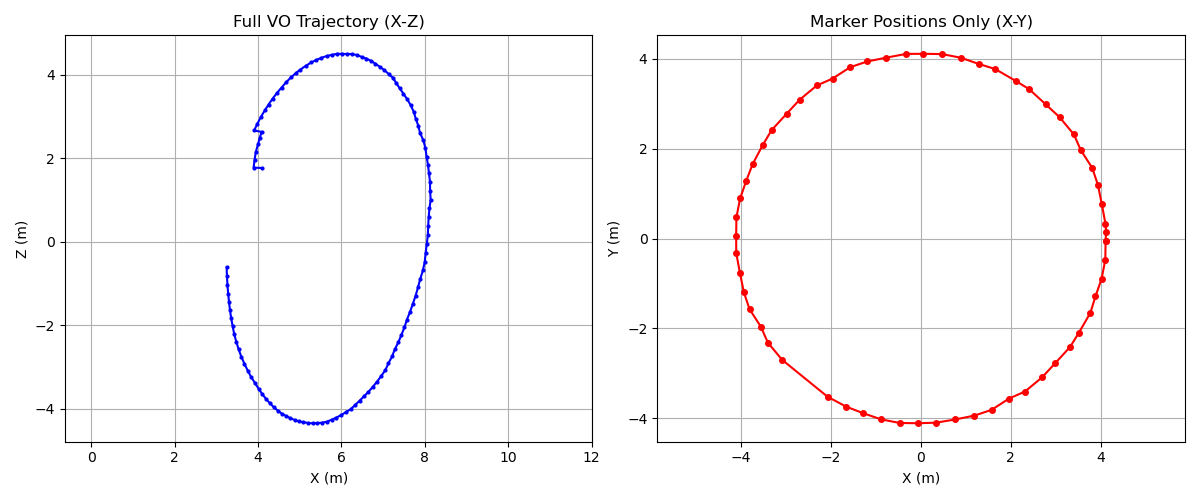 Full VO Trajectory (X-Z)
Z (m)
4
2
0
−2
−4
0 2 4 6 8 10 12
X (m)
Marker Positions Only (X-Y)
Y (m)
4
2
0
−2
−4
−4 −2 0 2 4
X (m)